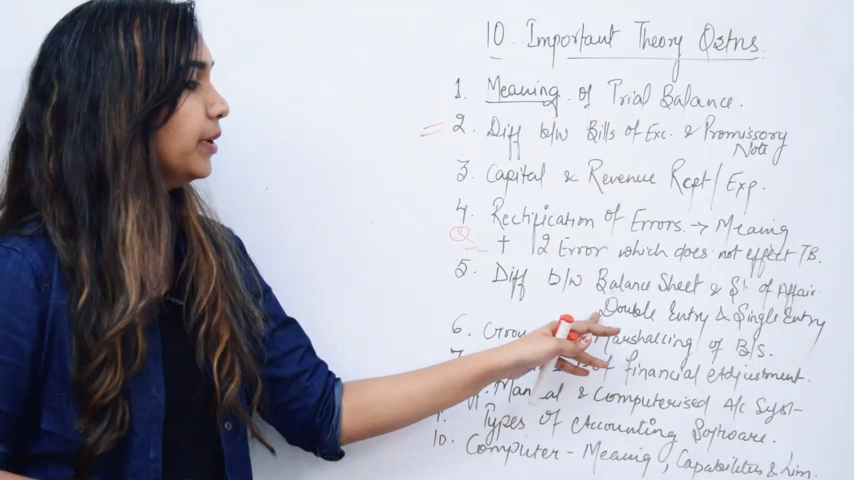 10. Important Theory Qstns.
1. Meaning of Trial Balance.
2. Diff b/w Bills of Exc. & Promissory
Note
3. Capital & Revenue Rcpt/Exp.
4. Rectification of Errors → Meaing
+ 2 Error which does not effect TB.
5. Diff b/w Balance Sheet & St. of Affair
Double Entry & Single Entry
6. Marshalling of B/S.
7. financial Adjustment.
& Computerised A/c Syst-
Types of Accounting Software.
10. Computer - Meaing, Capabilities & Lim.